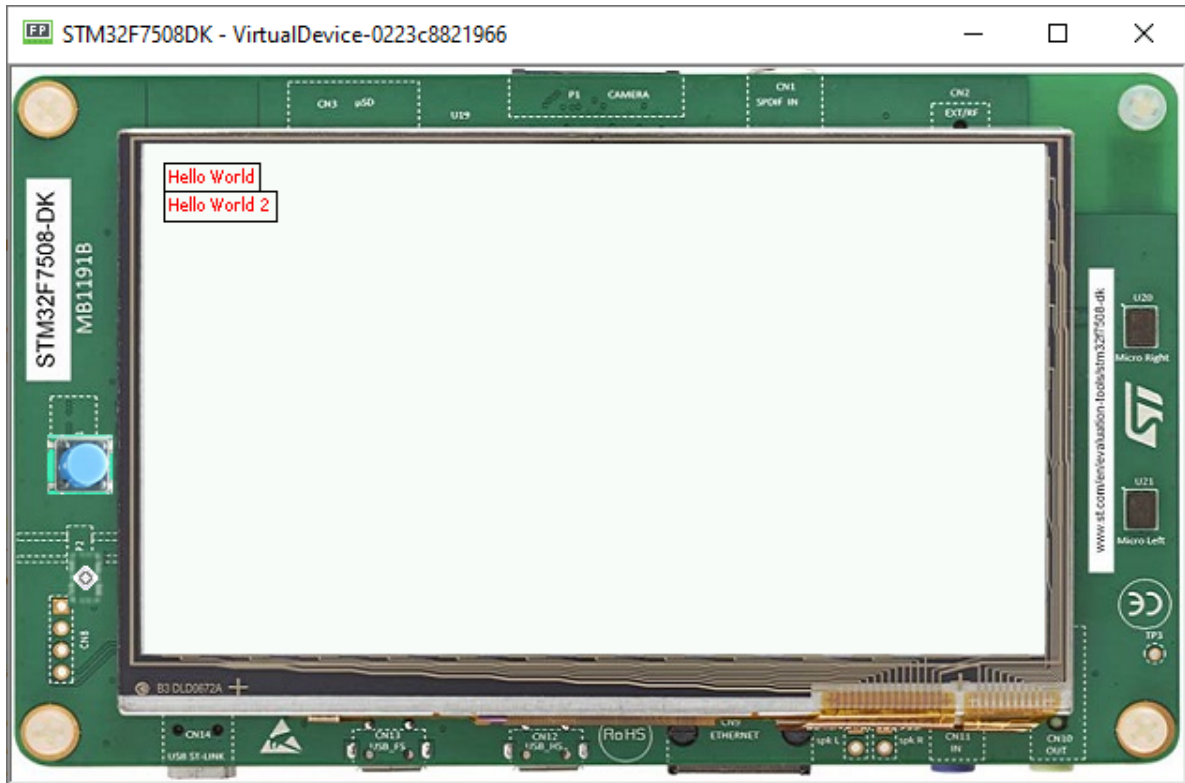 STM32F7508DK - VirtualDevice-0223c8821966
CN3 µSD
U19
P1 CAMERA
CN1
SPDIF IN
CN2
EXT/RF
Hello World
Hello World 2
STM32F7508-DK
MB1191B
www.st.com/en/evaluation-tools/stm32f7508-dk
U20
Micro Right
ST
U21
Micro Left
CE
TP3
P2
CN8
B3 DLD0672A
CN14
USB ST-LINK
CN13
USB_FS
CN12
USB_HS
RoHS
CN9
ETHERNET
spk L
spk R
CN11
IN
CN10
OUT